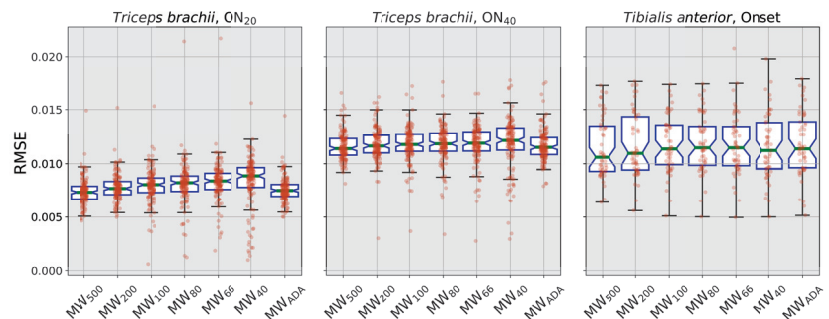 Triceps brachii, ON20
Triceps brachii, ON40
Tibialis anterior, Onset
RMSE
0.020
0.015
0.010
0.005
0.000
MW500
MW200
MW100
MW80
MW66
MW40
MWADA
MW500
MW200
MW100
MW80
MW66
MW40
MWADA
MW500
MW200
MW100
MW80
MW66
MW40
MWADA